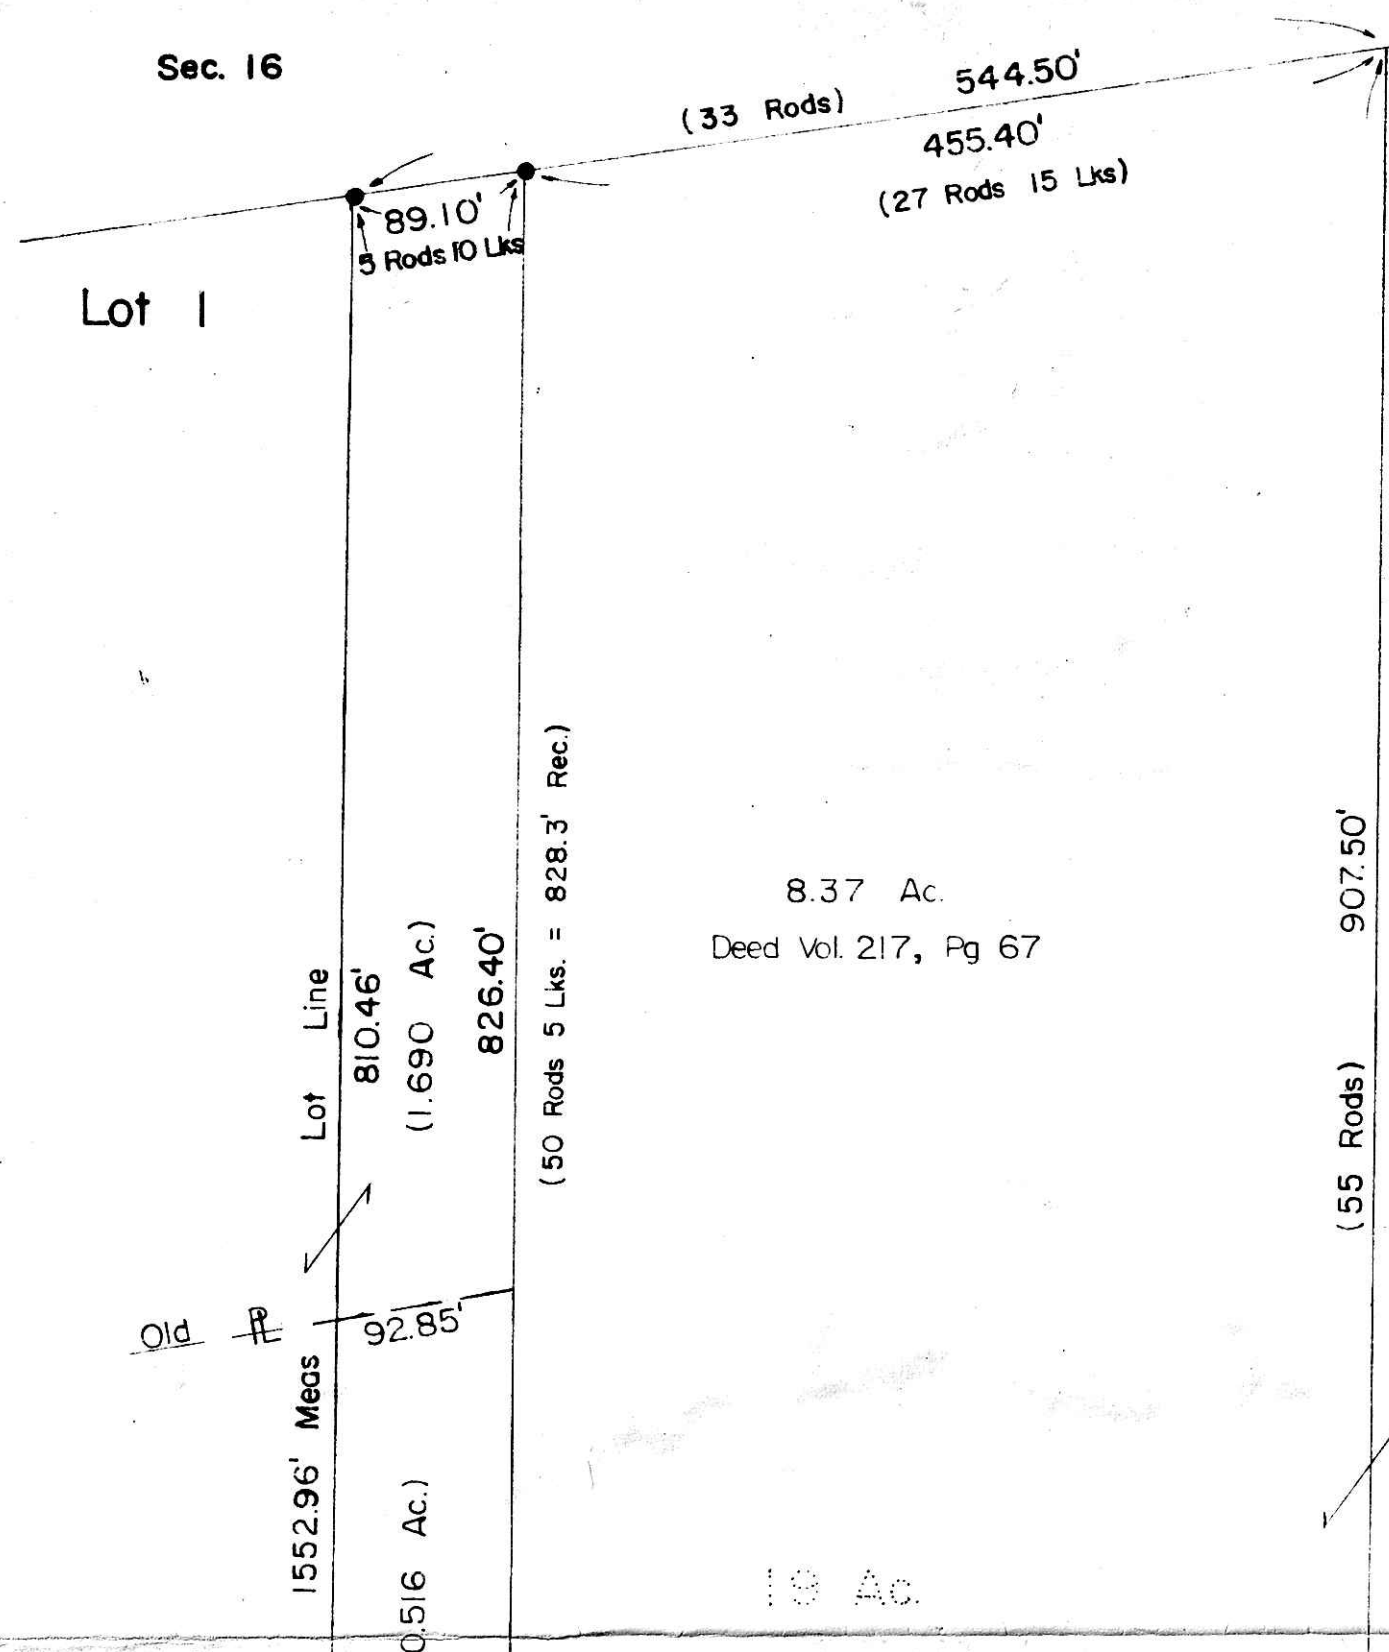 Sec. 16
544.50'
(33 Rods)
455.40'
(27 Rods 15 Lks)
89.10'
5 Rods 10 Lks
Lot 1
(50 Rods 5 Lks. = 828.3' Rec.)
907.50'
(55 Rods)
8.37 Ac.
Deed Vol. 217, Pg 67
Lot Line
810.46'
(1.690 Ac.)
826.40'
Old PL
92.85'
1552.96' Meas
0.516 Ac.)
19 Ac.